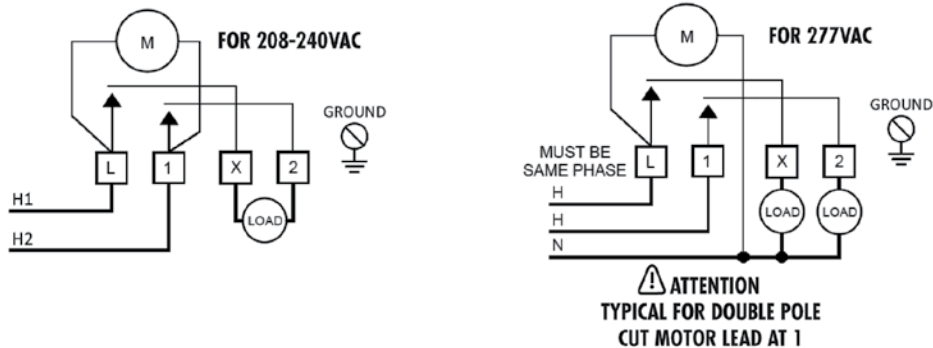 M
FOR 208-240VAC
GROUND
L
1
X
2
H1
LOAD
H2
M
FOR 277VAC
GROUND
MUST BE
SAME PHASE
L
1
X
2
H
LOAD
LOAD
H
N
ATTENTION
TYPICAL FOR DOUBLE POLE
CUT MOTOR LEAD AT 1